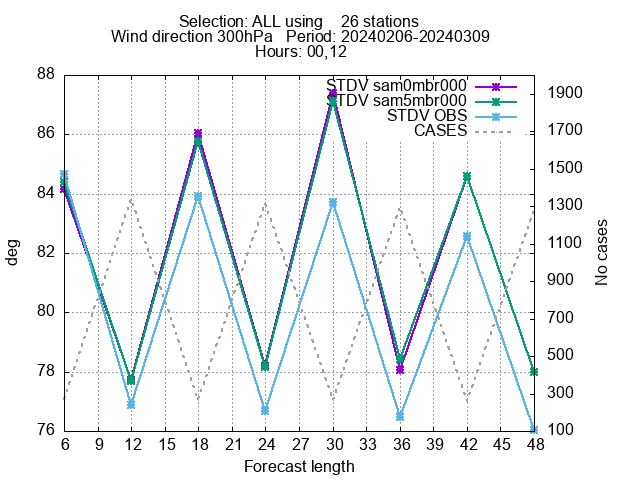 Selection: ALL using    26 stations
Wind direction 300hPa   Period: 20240206-20240309
Hours: 00,12
STDV sam0mbr000
STDV sam5mbr000
STDV OBS
CASES
88
86
84
82
80
78
76
deg
1900
1700
1500
1300
1100
900
700
500
300
100
No cases
6 9 12 15 18 21 24 27 30 33 36 39 42 45 48
Forecast length